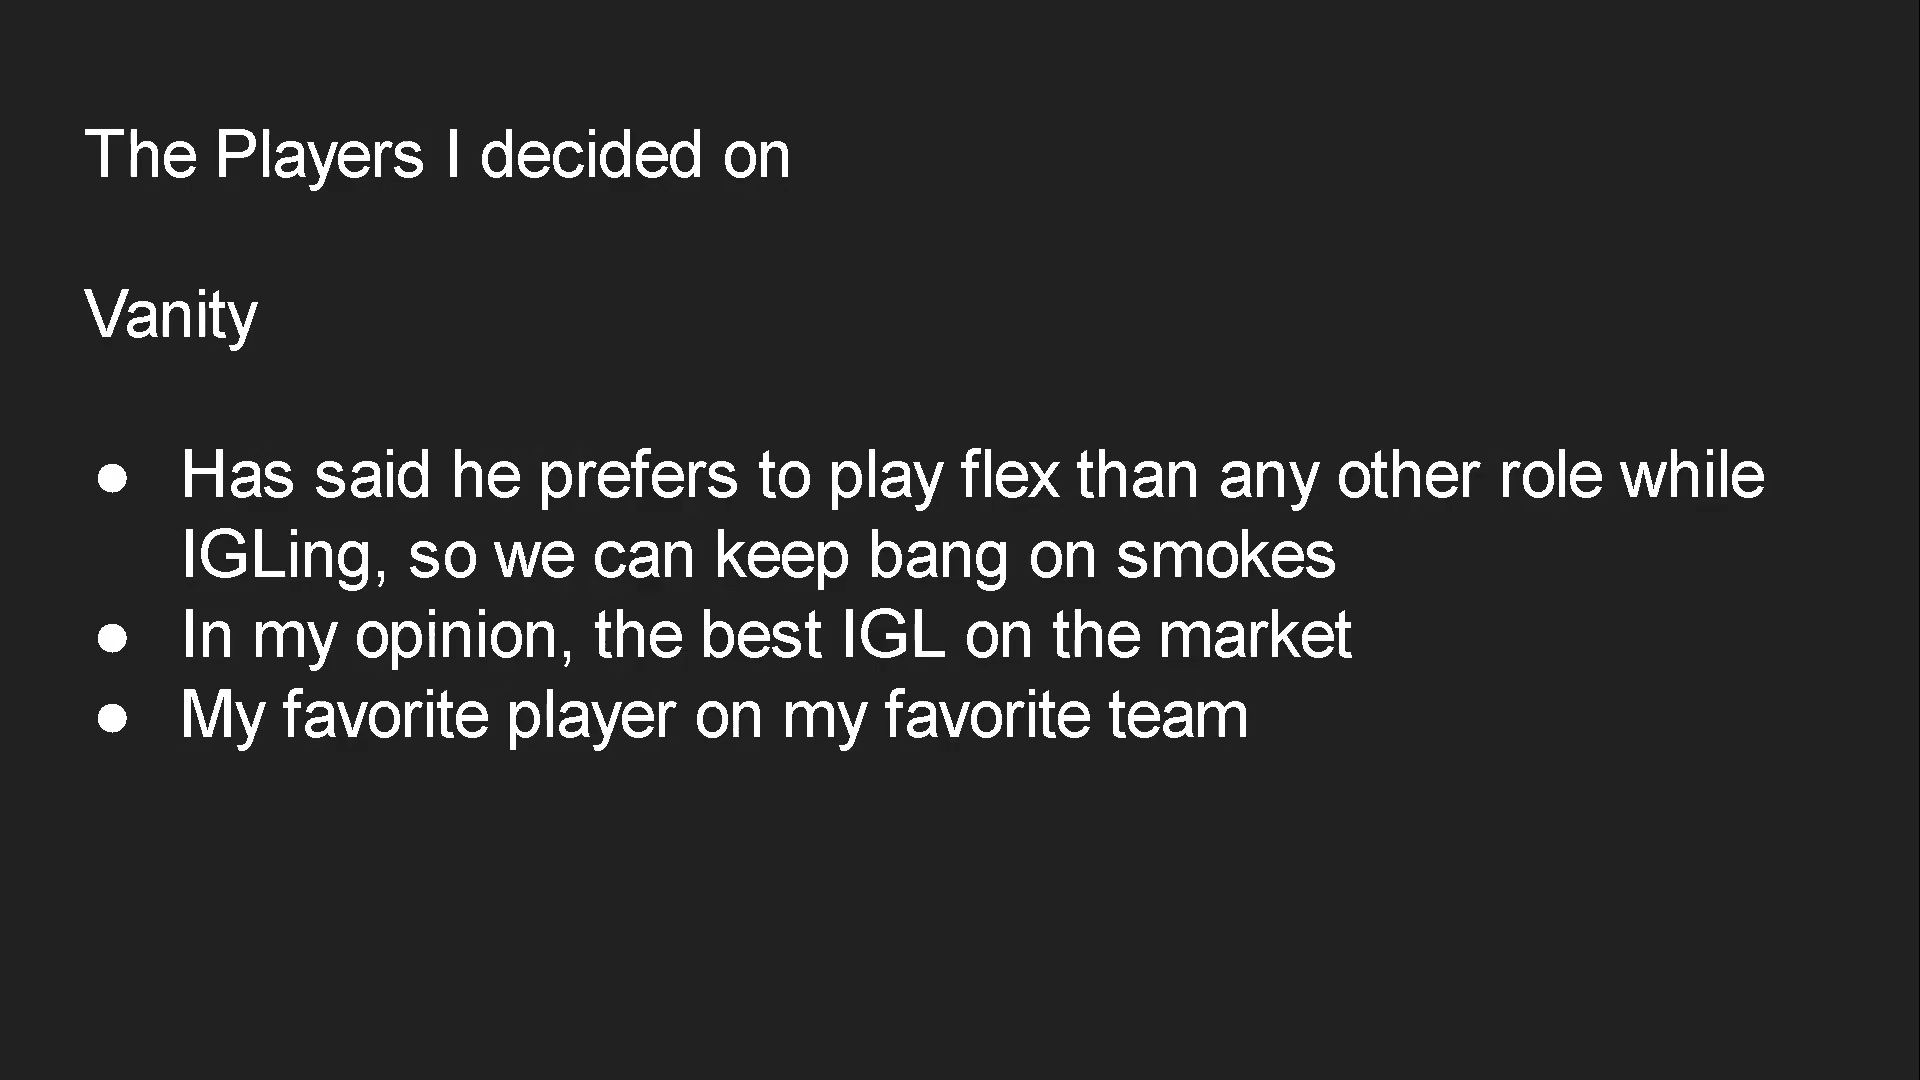 The Players I decided on
Vanity
● Has said he prefers to play flex than any other role while
IGLing, so we can keep bang on smokes
● In my opinion, the best IGL on the market
● My favorite player on my favorite team